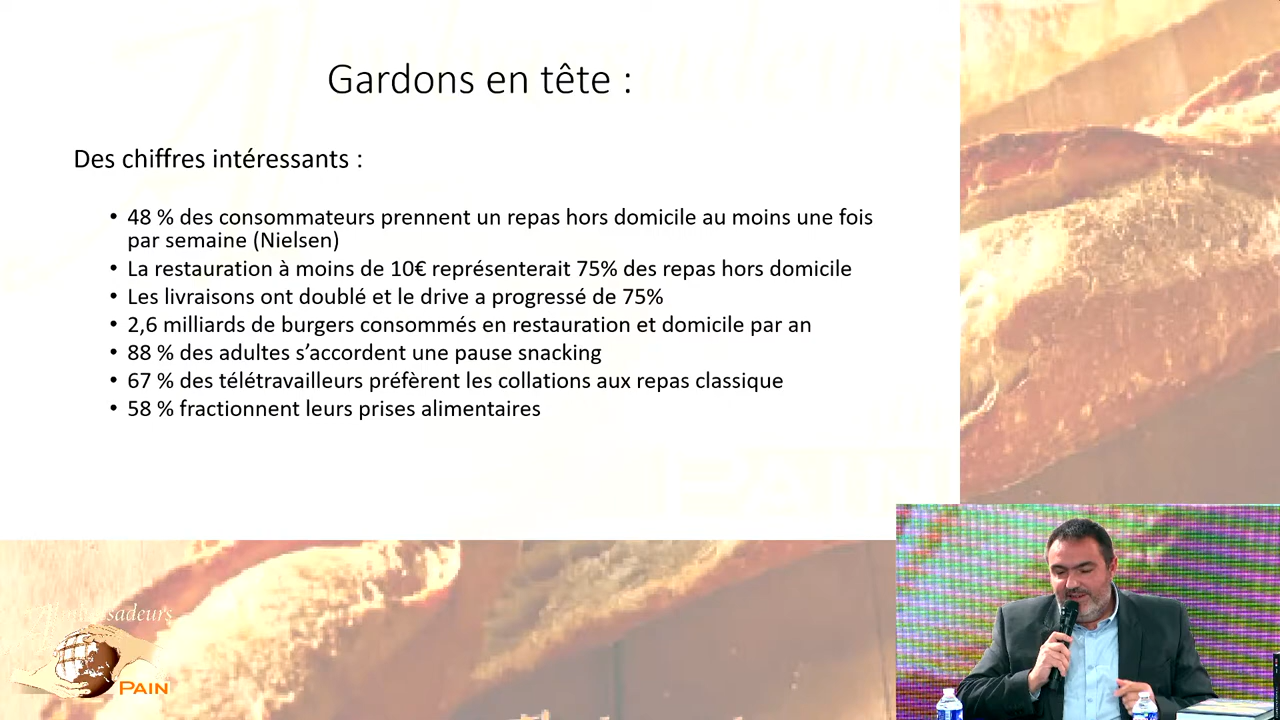 Gardons en tête :
Des chiffres intéressants :
• 48 % des consommateurs prennent un repas hors domicile au moins une fois
par semaine (Nielsen)
• La restauration à moins de 10€ représenterait 75% des repas hors domicile
• Les livraisons ont doublé et le drive a progressé de 75%
• 2,6 milliards de burgers consommés en restauration et domicile par an
• 88 % des adultes s’accordent une pause snacking
• 67 % des télétravailleurs préfèrent les collations aux repas classique
• 58 % fractionnent leurs prises alimentaires
PAIN
Ambassadeurs
PAIN